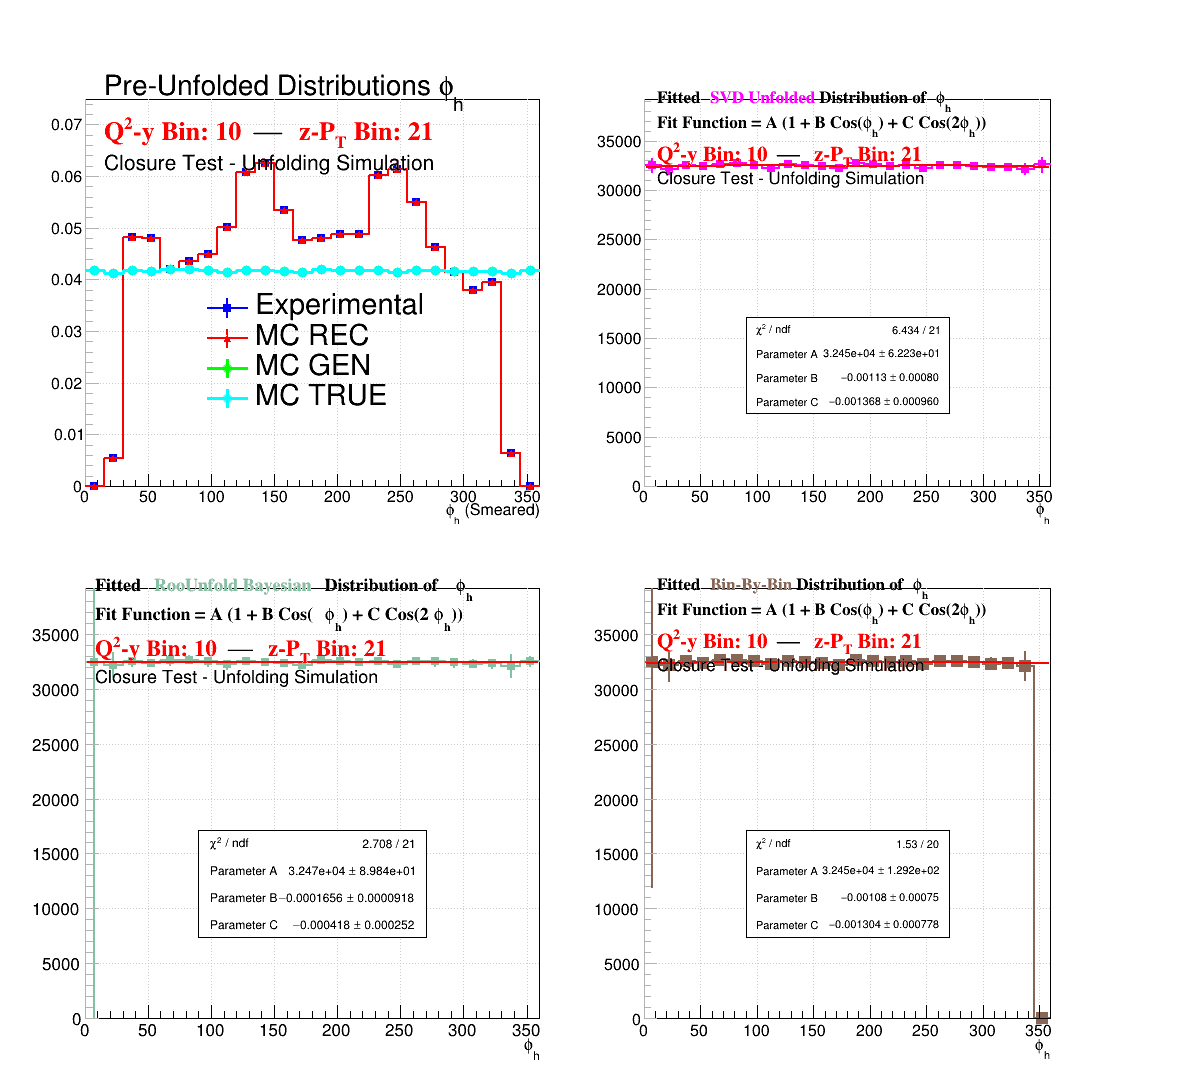 Pre-Unfolded Distributions ϕh
Q²-y Bin: 10 — z-PT Bin: 21
Closure Test - Unfolding Simulation
0.07
0.06
0.05
0.04
0.03
0.02
0.01
0
Experimental
MC REC
MC GEN
MC TRUE
0 50 100 150 200 250 300 350
ϕh (Smeared)
Fitted SVD Unfolded Distribution of ϕh
Fit Function = A (1 + B Cos(ϕh) + C Cos(2ϕh))
Q²-y Bin: 10 — z-PT Bin: 21
Closure Test - Unfolding Simulation
35000
30000
25000
20000
15000
10000
5000
0
χ² / ndf 6.434 / 21
Parameter A 3.245e+04 ± 6.223e+01
Parameter B −0.00113 ± 0.00080
Parameter C −0.001368 ± 0.000960
0 50 100 150 200 250 300 350
ϕh
Fitted RooUnfold Bayesian Distribution of ϕh
Fit Function = A (1 + B Cos( ϕh) + C Cos(2 ϕh))
Q²-y Bin: 10 — z-PT Bin: 21
Closure Test - Unfolding Simulation
35000
30000
25000
20000
15000
10000
5000
0
χ² / ndf 2.708 / 21
Parameter A 3.247e+04 ± 8.984e+01
Parameter B −0.0001656 ± 0.0000918
Parameter C −0.000418 ± 0.000252
0 50 100 150 200 250 300 350
ϕh
Fitted Bin-By-Bin Distribution of ϕh
Fit Function = A (1 + B Cos(ϕh) + C Cos(2ϕh))
Q²-y Bin: 10 — z-PT Bin: 21
Closure Test - Unfolding Simulation
35000
30000
25000
20000
15000
10000
5000
0
χ² / ndf 1.53 / 20
Parameter A 3.245e+04 ± 1.292e+02
Parameter B −0.00108 ± 0.00075
Parameter C −0.001304 ± 0.000778
0 50 100 150 200 250 300 350
ϕh